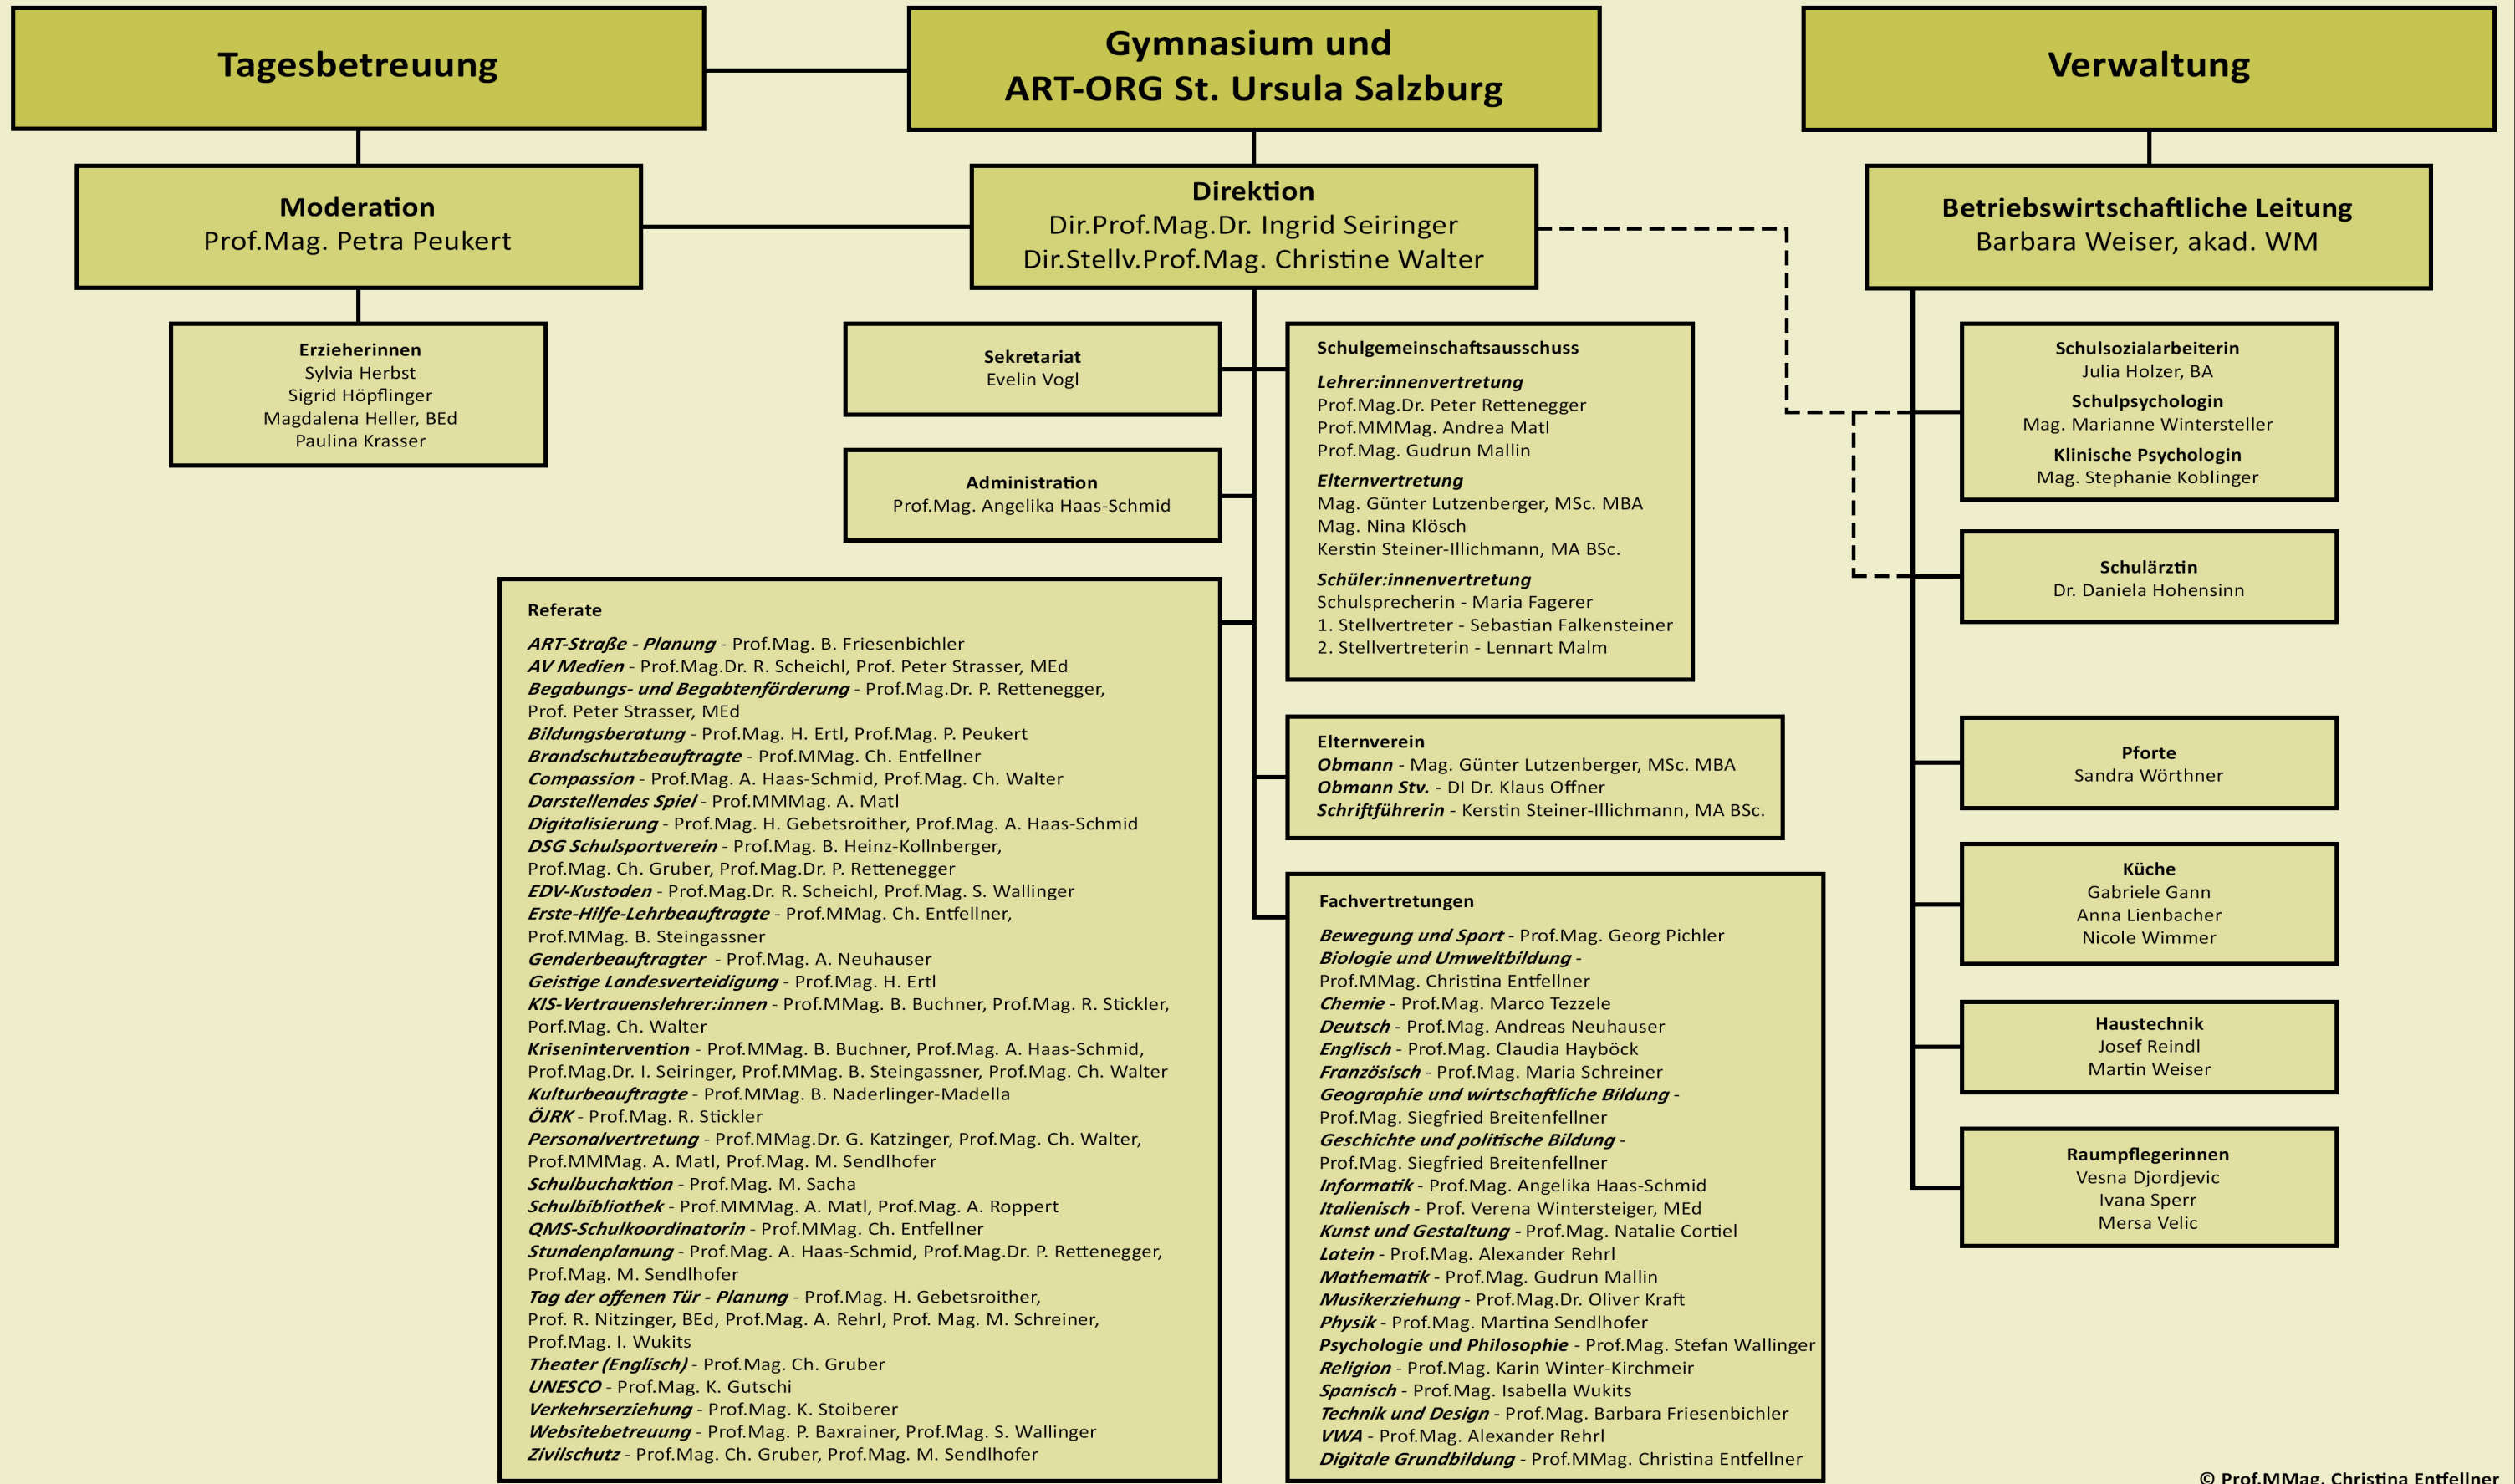 Tagesbetreuung
Moderation
Prof.Mag. Petra Peukert
Erzieherinnen
Sylvia Herbst
Sigrid Höpflinger
Magdalena Heller, BEd
Paulina Krasser
Gymnasium und
ART-ORG St. Ursula Salzburg
Direktion
Dir.Prof.Mag.Dr. Ingrid Seiringer
Dir.Stellv.Prof.Mag. Christine Walter
Sekretariat
Evelin Vogl
Administration
Prof.Mag. Angelika Haas-Schmid
Referate
ART-Straße - Planung - Prof.Mag. B. Friesenbichler
AV Medien - Prof.Mag.Dr. R. Scheichl, Prof. Peter Strasser, MEd
Begabungs- und Begabtenförderung - Prof.Mag.Dr. P. Rettenegger,
Prof. Peter Strasser, MEd
Bildungsberatung - Prof.Mag. H. Ertl, Prof.Mag. P. Peukert
Brandschutzbeauftragte - Prof.MMag. Ch. Entfellner
Compassion - Prof.Mag. A. Haas-Schmid, Prof.Mag. Ch. Walter
Darstellendes Spiel - Prof.MMMag. A. Matl
Digitalisierung - Prof.Mag. H. Gebetsroither, Prof.Mag. A. Haas-Schmid
DSG Schulsportverein - Prof.Mag. B. Heinz-Kollnberger,
Prof.Mag. Ch. Gruber, Prof.Mag.Dr. P. Rettenegger
EDV-Kustoden - Prof.Mag.Dr. R. Scheichl, Prof.Mag. S. Wallinger
Erste-Hilfe-Lehrbeauftragte - Prof.MMag. Ch. Entfellner,
Prof.MMag. B. Steingassner
Genderbeauftragter - Prof.Mag. A. Neuhauser
Geistige Landesverteidigung - Prof.Mag. H. Ertl
KIS-Vertrauenslehrer:innen - Prof.MMag. B. Buchner, Prof.Mag. R. Stickler,
Porf.Mag. Ch. Walter
Krisenintervention - Prof.MMag. B. Buchner, Prof.Mag. A. Haas-Schmid,
Prof.Mag.Dr. I. Seiringer, Prof.MMag. B. Steingassner, Prof.Mag. Ch. Walter
Kulturbeauftragte - Prof.MMag. B. Naderlinger-Madella
ÖJRK - Prof.Mag. R. Stickler
Personalvertretung - Prof.MMag.Dr. G. Katzinger, Prof.Mag. Ch. Walter,
Prof.MMMag. A. Matl, Prof.Mag. M. Sendlhofer
Schulbuchaktion - Prof.Mag. M. Sacha
Schulbibliothek - Prof.MMMag. A. Matl, Prof.Mag. A. Roppert
QMS-Schulkoordinatorin - Prof.MMag. Ch. Entfellner
Stundenplanung - Prof.Mag. A. Haas-Schmid, Prof.Mag.Dr. P. Rettenegger,
Prof.Mag. M. Sendlhofer
Tag der offenen Tür - Planung - Prof.Mag. H. Gebetsroither,
Prof. R. Nitzinger, BEd, Prof.Mag. A. Rehrl, Prof. Mag. M. Schreiner,
Prof.Mag. I. Wukits
Theater (Englisch) - Prof.Mag. Ch. Gruber
UNESCO - Prof.Mag. K. Gutschi
Verkehrserziehung - Prof.Mag. K. Stoiberer
Websitebetreuung - Prof.Mag. P. Baxrainer, Prof.Mag. S. Wallinger
Zivilschutz - Prof.Mag. Ch. Gruber, Prof.Mag. M. Sendlhofer
Schulgemeinschaftsausschuss
Lehrer:innenvertretung
Prof.Mag.Dr. Peter Rettenegger
Prof.MMMag. Andrea Matl
Prof.Mag. Gudrun Mallin
Elternvertretung
Mag. Günter Lutzenberger, MSc. MBA
Mag. Nina Klösch
Kerstin Steiner-Illichmann, MA BSc.
Schüler:innenvertretung
Schulsprecherin - Maria Fagerer
1. Stellvertreter - Sebastian Falkensteiner
2. Stellvertreterin - Lennart Malm
Elternverein
Obmann - Mag. Günter Lutzenberger, MSc. MBA
Obmann Stv. - DI Dr. Klaus Offner
Schriftführerin - Kerstin Steiner-Illichmann, MA BSc.
Fachvertretungen
Bewegung und Sport - Prof.Mag. Georg Pichler
Biologie und Umweltbildung -
Prof.MMag. Christina Entfellner
Chemie - Prof.Mag. Marco Tezzele
Deutsch - Prof.Mag. Andreas Neuhauser
Englisch - Prof.Mag. Claudia Hayböck
Französisch - Prof.Mag. Maria Schreiner
Geographie und wirtschaftliche Bildung -
Prof.Mag. Siegfried Breitenfellner
Geschichte und politische Bildung -
Prof.Mag. Siegfried Breitenfellner
Informatik - Prof.Mag. Angelika Haas-Schmid
Italienisch - Prof. Verena Wintersteiger, MEd
Kunst und Gestaltung - Prof.Mag. Natalie Cortiel
Latein - Prof.Mag. Alexander Rehrl
Mathematik - Prof.Mag. Gudrun Mallin
Musikerziehung - Prof.Mag.Dr. Oliver Kraft
Physik - Prof.Mag. Martina Sendlhofer
Psychologie und Philosophie - Prof.Mag. Stefan Wallinger
Religion - Prof.Mag. Karin Winter-Kirchmeir
Spanisch - Prof.Mag. Isabella Wukits
Technik und Design - Prof.Mag. Barbara Friesenbichler
VWA - Prof.Mag. Alexander Rehrl
Digitale Grundbildung - Prof.MMag. Christina Entfellner
Verwaltung
Betriebswirtschaftliche Leitung
Barbara Weiser, akad. WM
Schulsozialarbeiterin
Julia Holzer, BA
Schulpsychologin
Mag. Marianne Wintersteller
Klinische Psychologin
Mag. Stephanie Koblinger
Schulärztin
Dr. Daniela Hohensinn
Pforte
Sandra Wörthner
Küche
Gabriele Gann
Anna Lienbacher
Nicole Wimmer
Haustechnik
Josef Reindl
Martin Weiser
Raumpflegerinnen
Vesna Djordjevic
Ivana Sperr
Mersa Velic
© Prof.MMag. Christina Entfellner